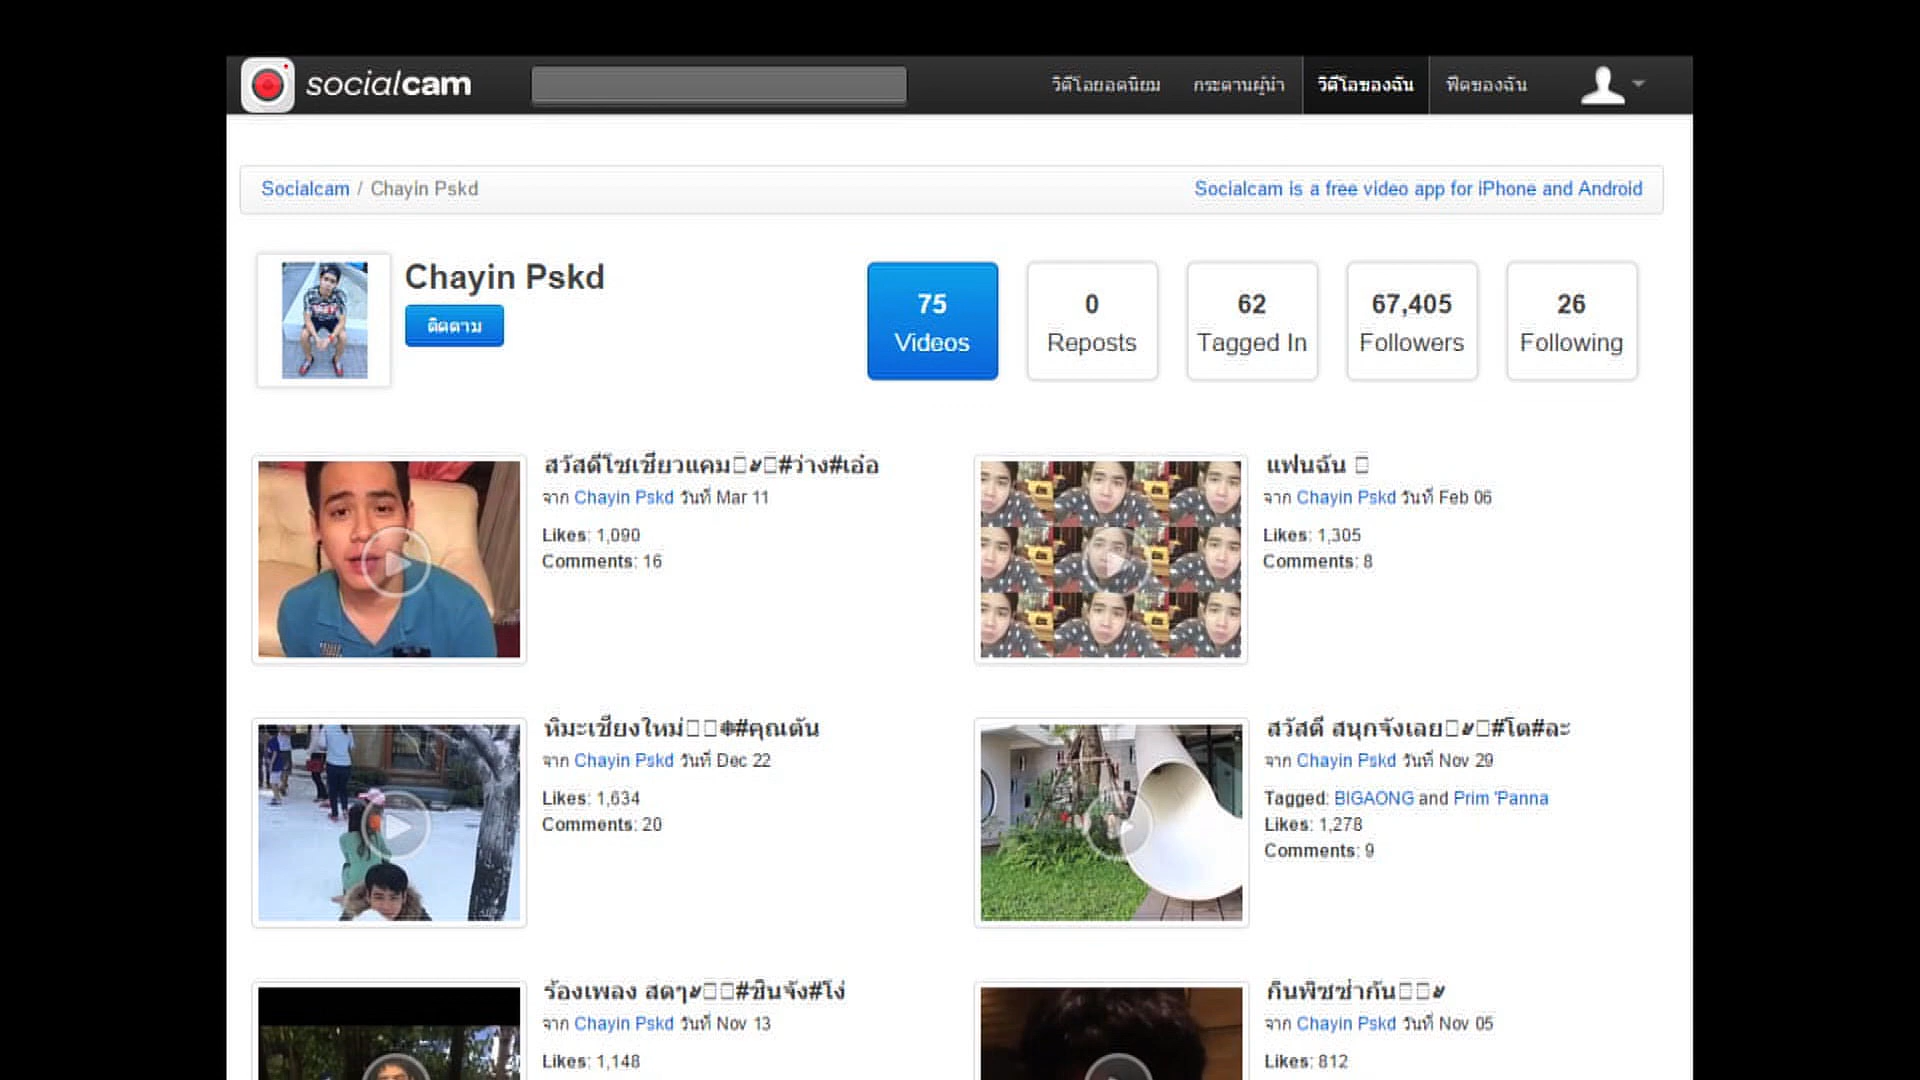 socialcam
วิดีโอยอดนิยม กระดานผู้นำ วิดีโอของฉัน ฟีดของฉัน
Socialcam / Chayin Pskd
Socialcam is a free video app for iPhone and Android
Chayin Pskd
ติดตาม
75 Videos
0 Reposts
62 Tagged In
67,405 Followers
26 Following
สวัสดีโซเชียวแคม #ว่าง#เอ๋อ
จาก Chayin Pskd วันที่ Mar 11
Likes: 1,090
Comments: 16
แฟนฉัน
จาก Chayin Pskd วันที่ Feb 06
Likes: 1,305
Comments: 8
หิมะเชียงใหม่ #คุณตัน
จาก Chayin Pskd วันที่ Dec 22
Likes: 1,634
Comments: 20
สวัสดี สนุกจังเลย #โต#ละ
จาก Chayin Pskd วันที่ Nov 29
Tagged: BIGAONG and Prim 'Panna
Likes: 1,278
Comments: 9
ร้องเพลง สดๆ #ชินจัง#โง่
จาก Chayin Pskd วันที่ Nov 13
Likes: 1,148
กินพิซซ่ากัน
จาก Chayin Pskd วันที่ Nov 05
Likes: 812